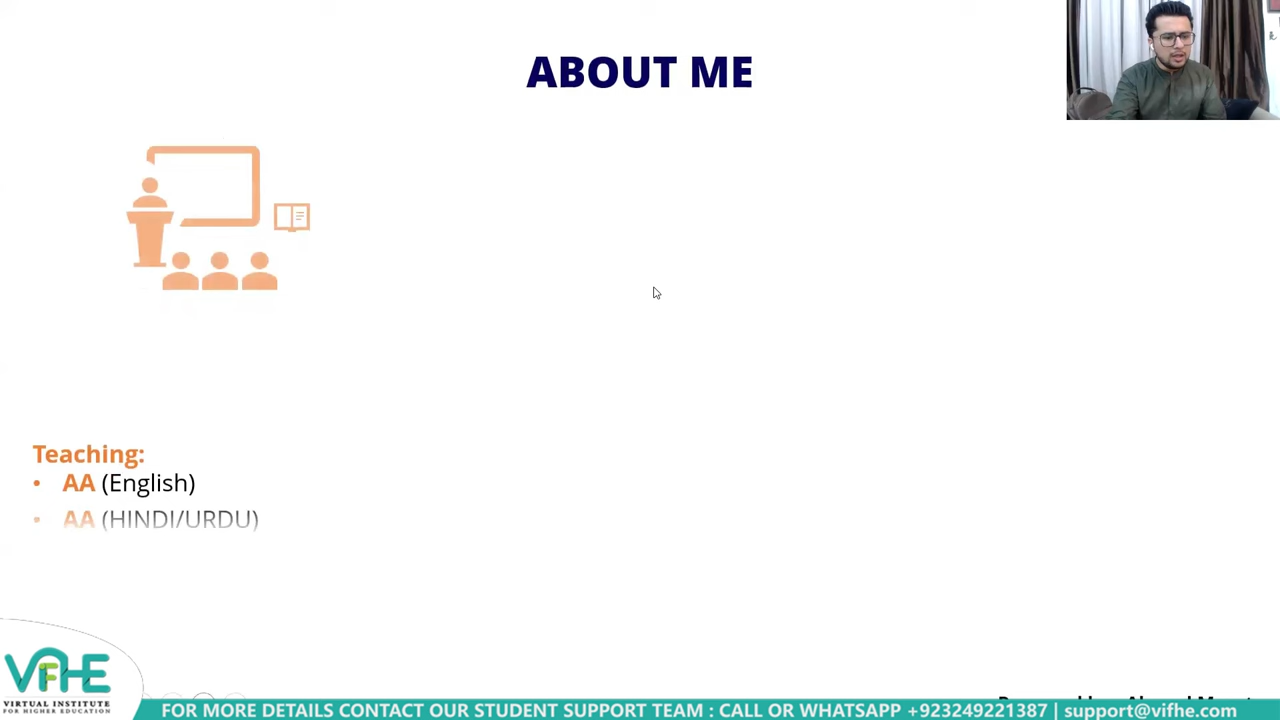 ABOUT ME
Teaching:
• AA (English)
• AA (HINDI/URDU)
VFHE
VIRTUAL INSTITUTE
FOR HIGHER EDUCATION
FOR MORE DETAILS CONTACT OUR STUDENT SUPPORT TEAM : CALL OR WHATSAPP +923249221387 | support@vifhe.com